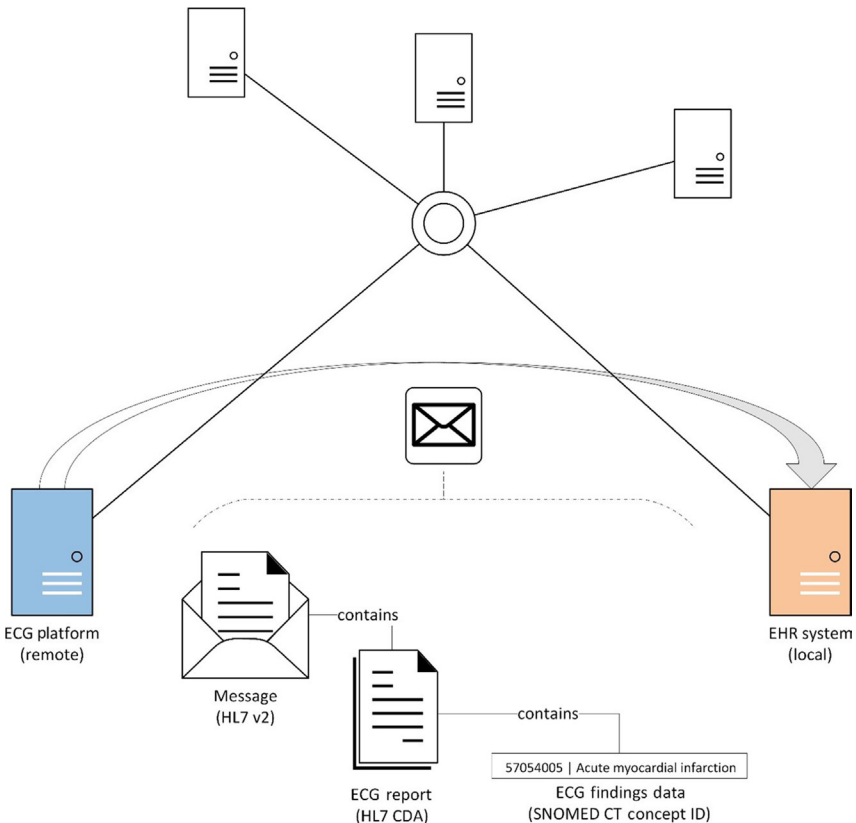 ECG platform
(remote)
EHR system
(local)
contains
Message
(HL7 v2)
contains
57054005 | Acute myocardial infarction
ECG report
(HL7 CDA)
ECG findings data
(SNOMED CT concept ID)